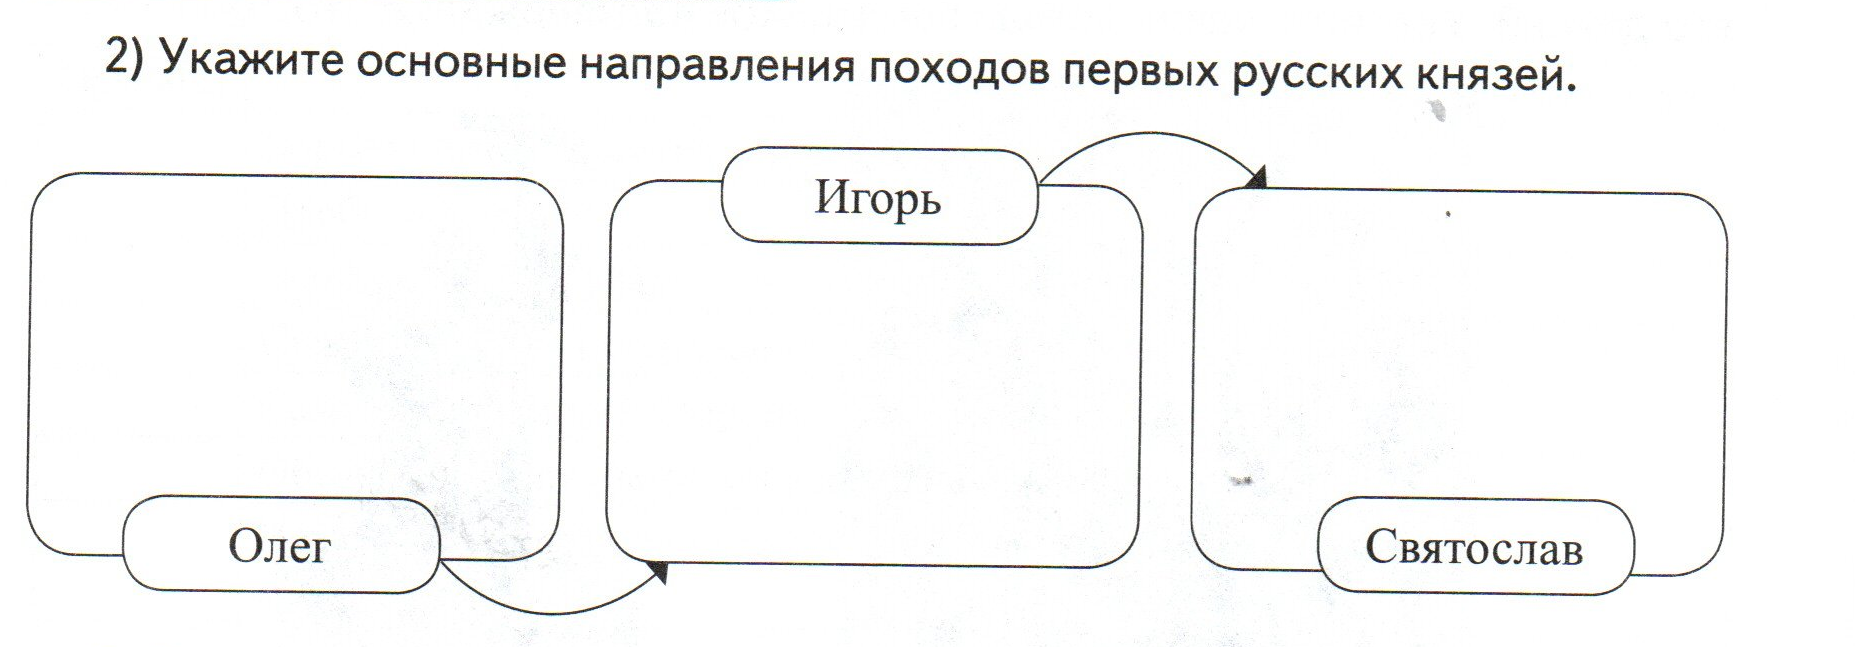 2) Укажите основные направления походов первых русских князей.
Игорь
Олег
Святослав